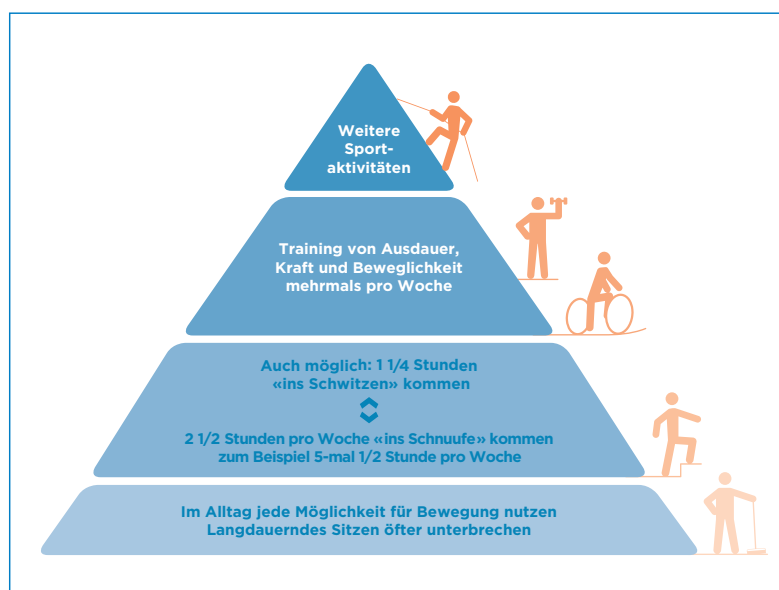 Weitere
Sport-
aktivitäten
Training von Ausdauer,
Kraft und Beweglichkeit
mehrmals pro Woche
Auch möglich: 1 1/4 Stunden
«ins Schwitzen» kommen
2 1/2 Stunden pro Woche «ins Schnuufe» kommen
zum Beispiel 5-mal 1/2 Stunde pro Woche
Im Alltag jede Möglichkeit für Bewegung nutzen
Langdauerndes Sitzen öfter unterbrechen